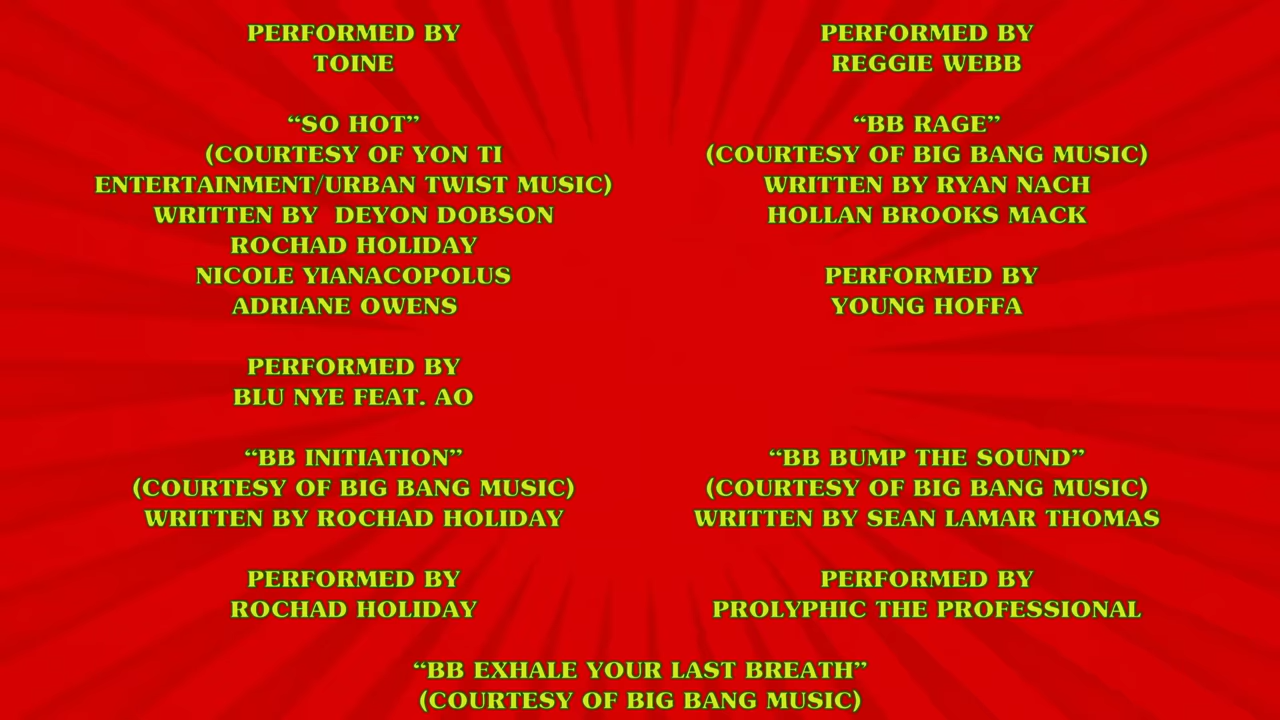 PERFORMED BY
TOINE
“SO HOT”
(COURTESY OF YON TI
ENTERTAINMENT/URBAN TWIST MUSIC)
WRITTEN BY  DEYON DOBSON
ROCHAD HOLIDAY
NICOLE YIANACOPOLUS
ADRIANE OWENS
PERFORMED BY
BLU NYE FEAT. AO
“BB INITIATION”
(COURTESY OF BIG BANG MUSIC)
WRITTEN BY ROCHAD HOLIDAY
PERFORMED BY
ROCHAD HOLIDAY
PERFORMED BY
REGGIE WEBB
“BB RAGE”
(COURTESY OF BIG BANG MUSIC)
WRITTEN BY RYAN NACH
HOLLAN BROOKS MACK
PERFORMED BY
YOUNG HOFFA
“BB BUMP THE SOUND”
(COURTESY OF BIG BANG MUSIC)
WRITTEN BY SEAN LAMAR THOMAS
PERFORMED BY
PROLYPHIC THE PROFESSIONAL
“BB EXHALE YOUR LAST BREATH”
(COURTESY OF BIG BANG MUSIC)